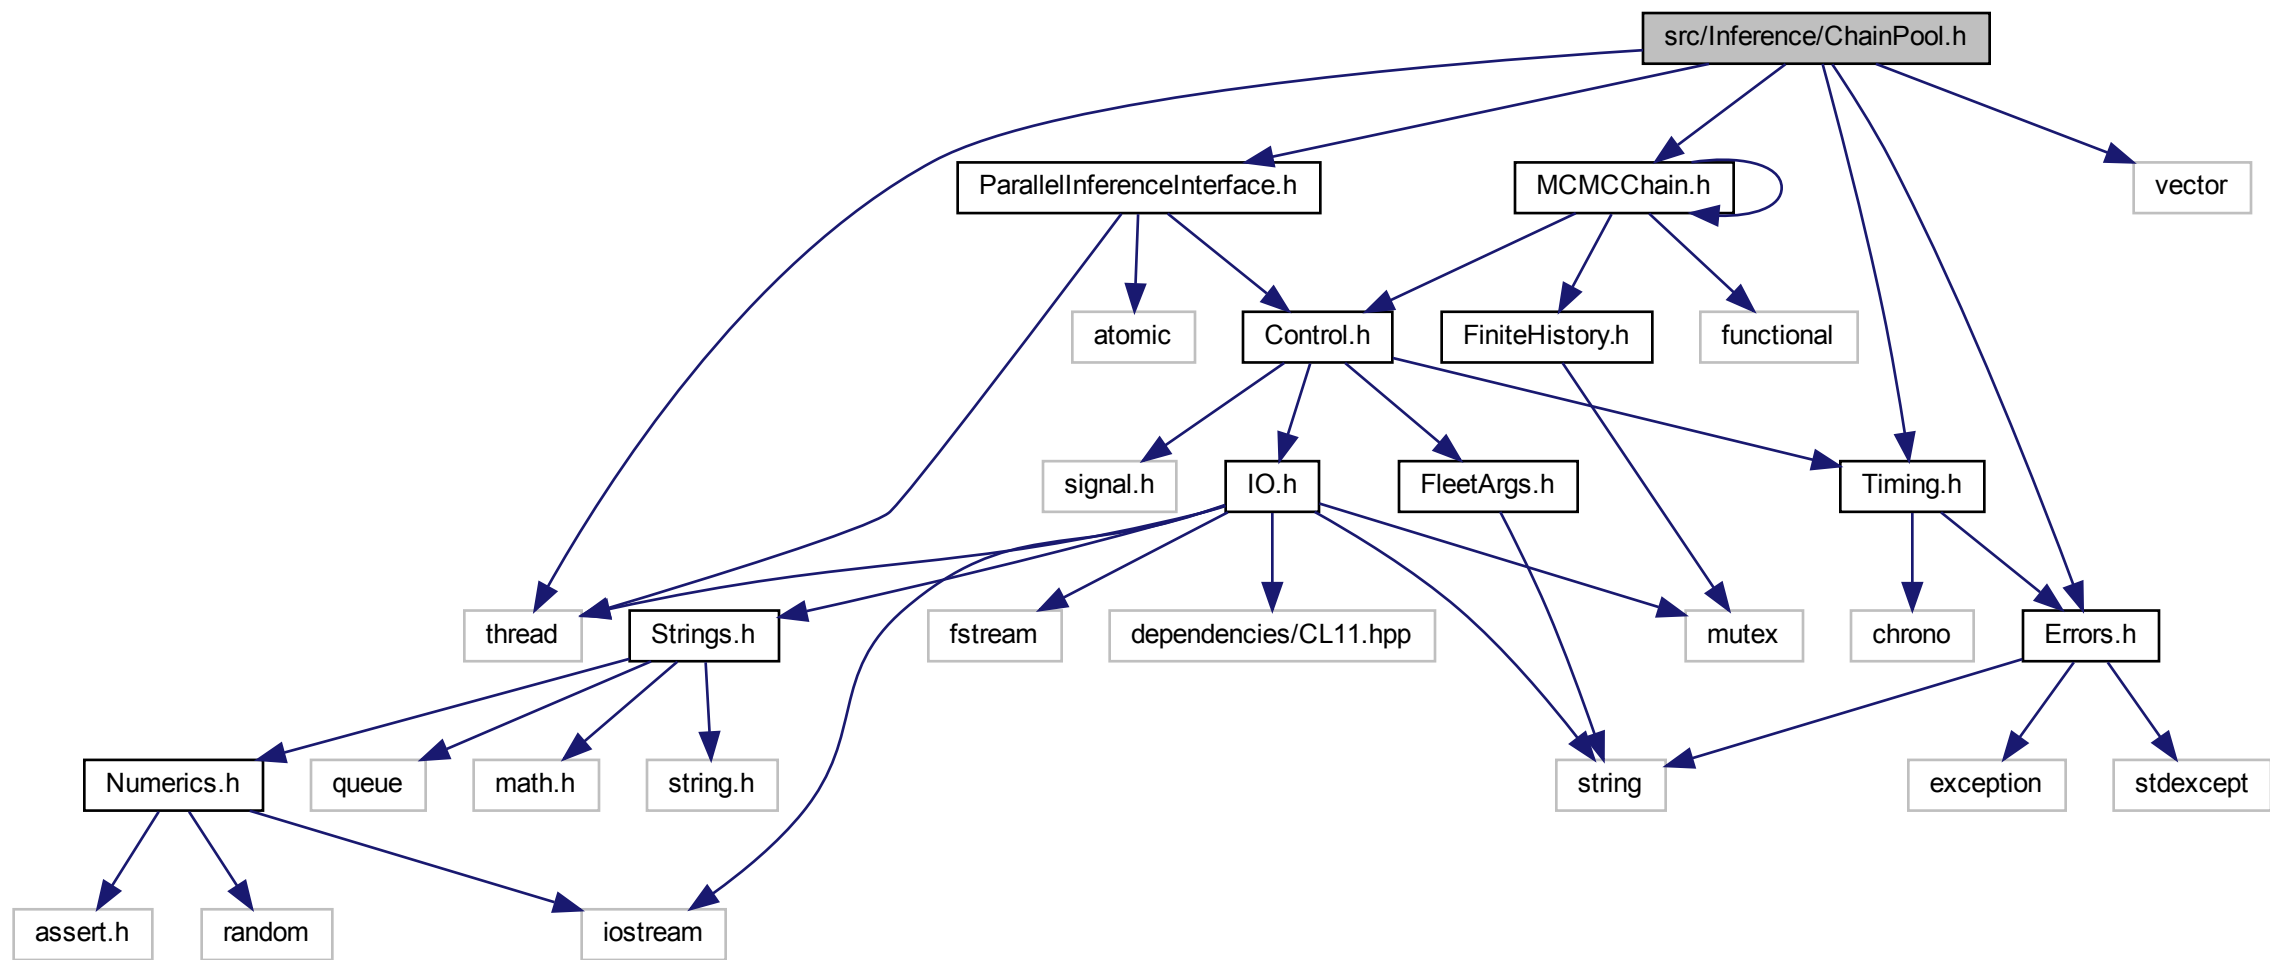 src/Inference/ChainPool.h
ParallelInferenceInterface.h
MCMCChain.h
vector
atomic
Control.h
FiniteHistory.h
functional
signal.h
IO.h
FleetArgs.h
Timing.h
thread
Strings.h
fstream
dependencies/CL11.hpp
mutex
chrono
Errors.h
Numerics.h
queue
math.h
string.h
string
exception
stdexcept
assert.h
random
iostream